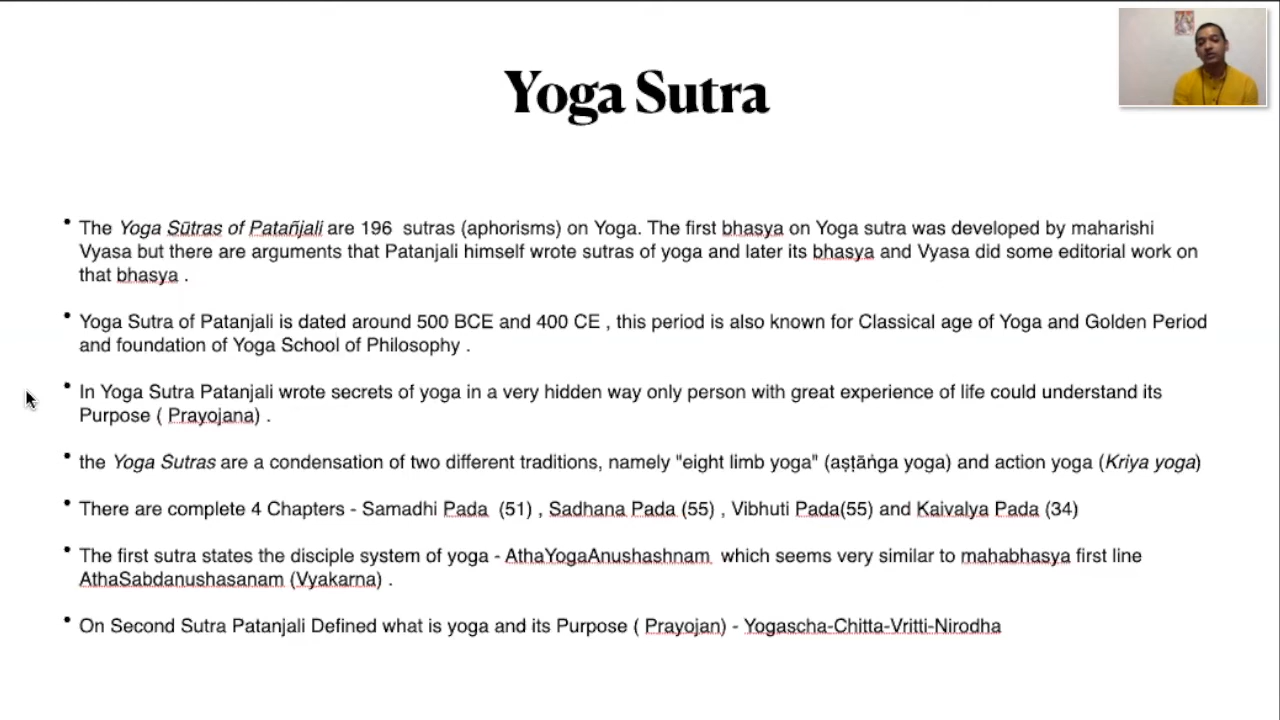 Yoga Sutra
• The Yoga Sūtras of Patañjali are 196 sutras (aphorisms) on Yoga. The first bhasya on Yoga sutra was developed by maharishi
Vyasa but there are arguments that Patanjali himself wrote sutras of yoga and later its bhasya and Vyasa did some editorial work on
that bhasya .
• Yoga Sutra of Patanjali is dated around 500 BCE and 400 CE , this period is also known for Classical age of Yoga and Golden Period
and foundation of Yoga School of Philosophy .
• In Yoga Sutra Patanjali wrote secrets of yoga in a very hidden way only person with great experience of life could understand its
Purpose ( Prayojana) .
• the Yoga Sutras are a condensation of two different traditions, namely "eight limb yoga" (aṣṭāṅga yoga) and action yoga (Kriya yoga)
• There are complete 4 Chapters - Samadhi Pada (51) , Sadhana Pada (55) , Vibhuti Pada(55) and Kaivalya Pada (34)
• The first sutra states the disciple system of yoga - AthaYogaAnushashnam which seems very similar to mahabhasya first line
AthaSabdanushasanam (Vyakarna) .
• On Second Sutra Patanjali Defined what is yoga and its Purpose ( Prayojan) - Yogascha-Chitta-Vritti-Nirodha